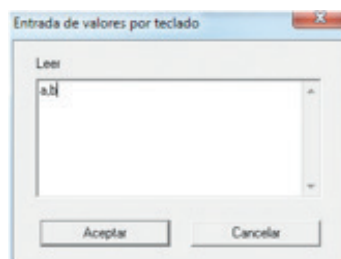 Entrada de valores por teclado
Leer
a,b
Aceptar
Cancelar